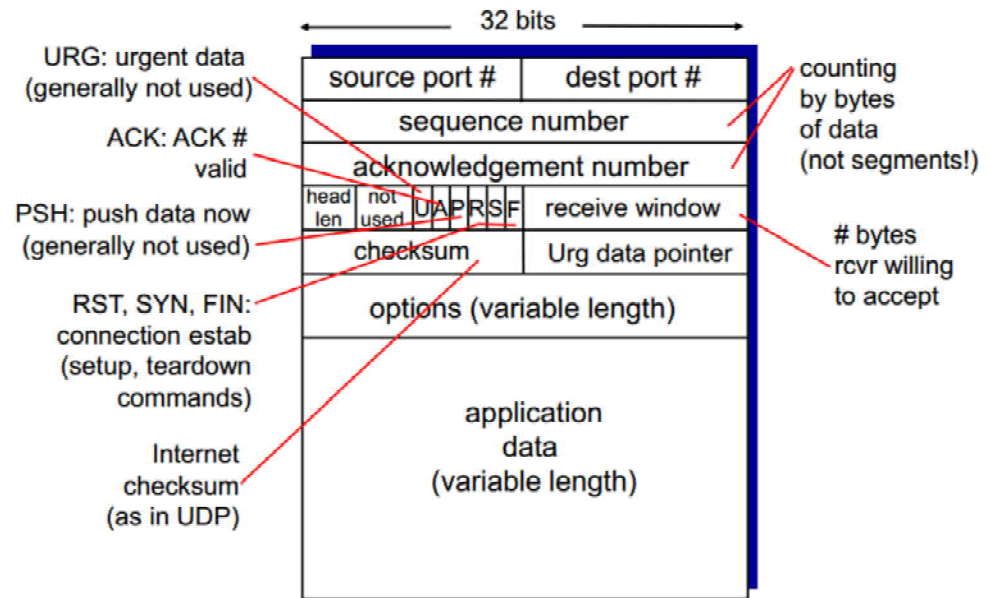 32 bits
URG: urgent data
(generally not used)
ACK: ACK #
valid
PSH: push data now
(generally not used)
RST, SYN, FIN:
connection estab
(setup, teardown
commands)
Internet
checksum
(as in UDP)
source port #
dest port #
sequence number
acknowledgement number
head
len
not
used
U A P R S F
receive window
checksum
Urg data pointer
options (variable length)
application
data
(variable length)
counting
by bytes
of data
(not segments!)
# bytes
rcvr willing
to accept